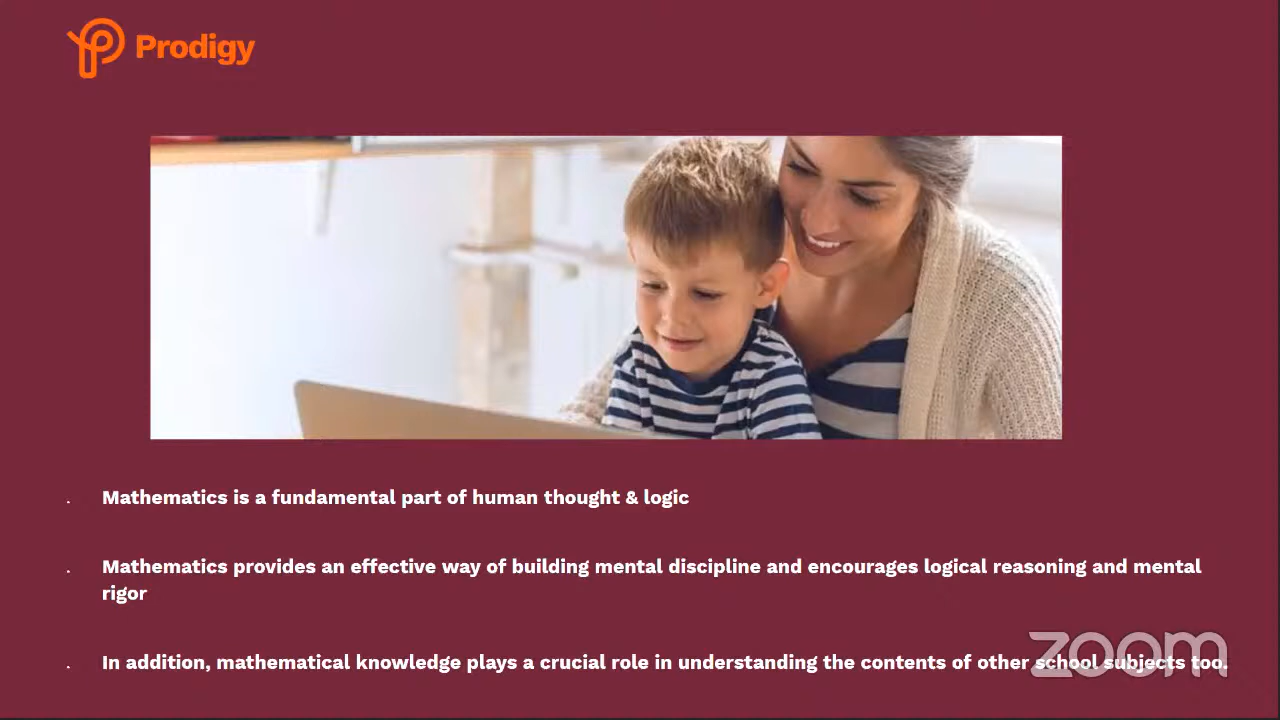 Prodigy
. Mathematics is a fundamental part of human thought & logic
. Mathematics provides an effective way of building mental discipline and encourages logical reasoning and mental
rigor
. In addition, mathematical knowledge plays a crucial role in understanding the contents of other school subjects too.
zoom